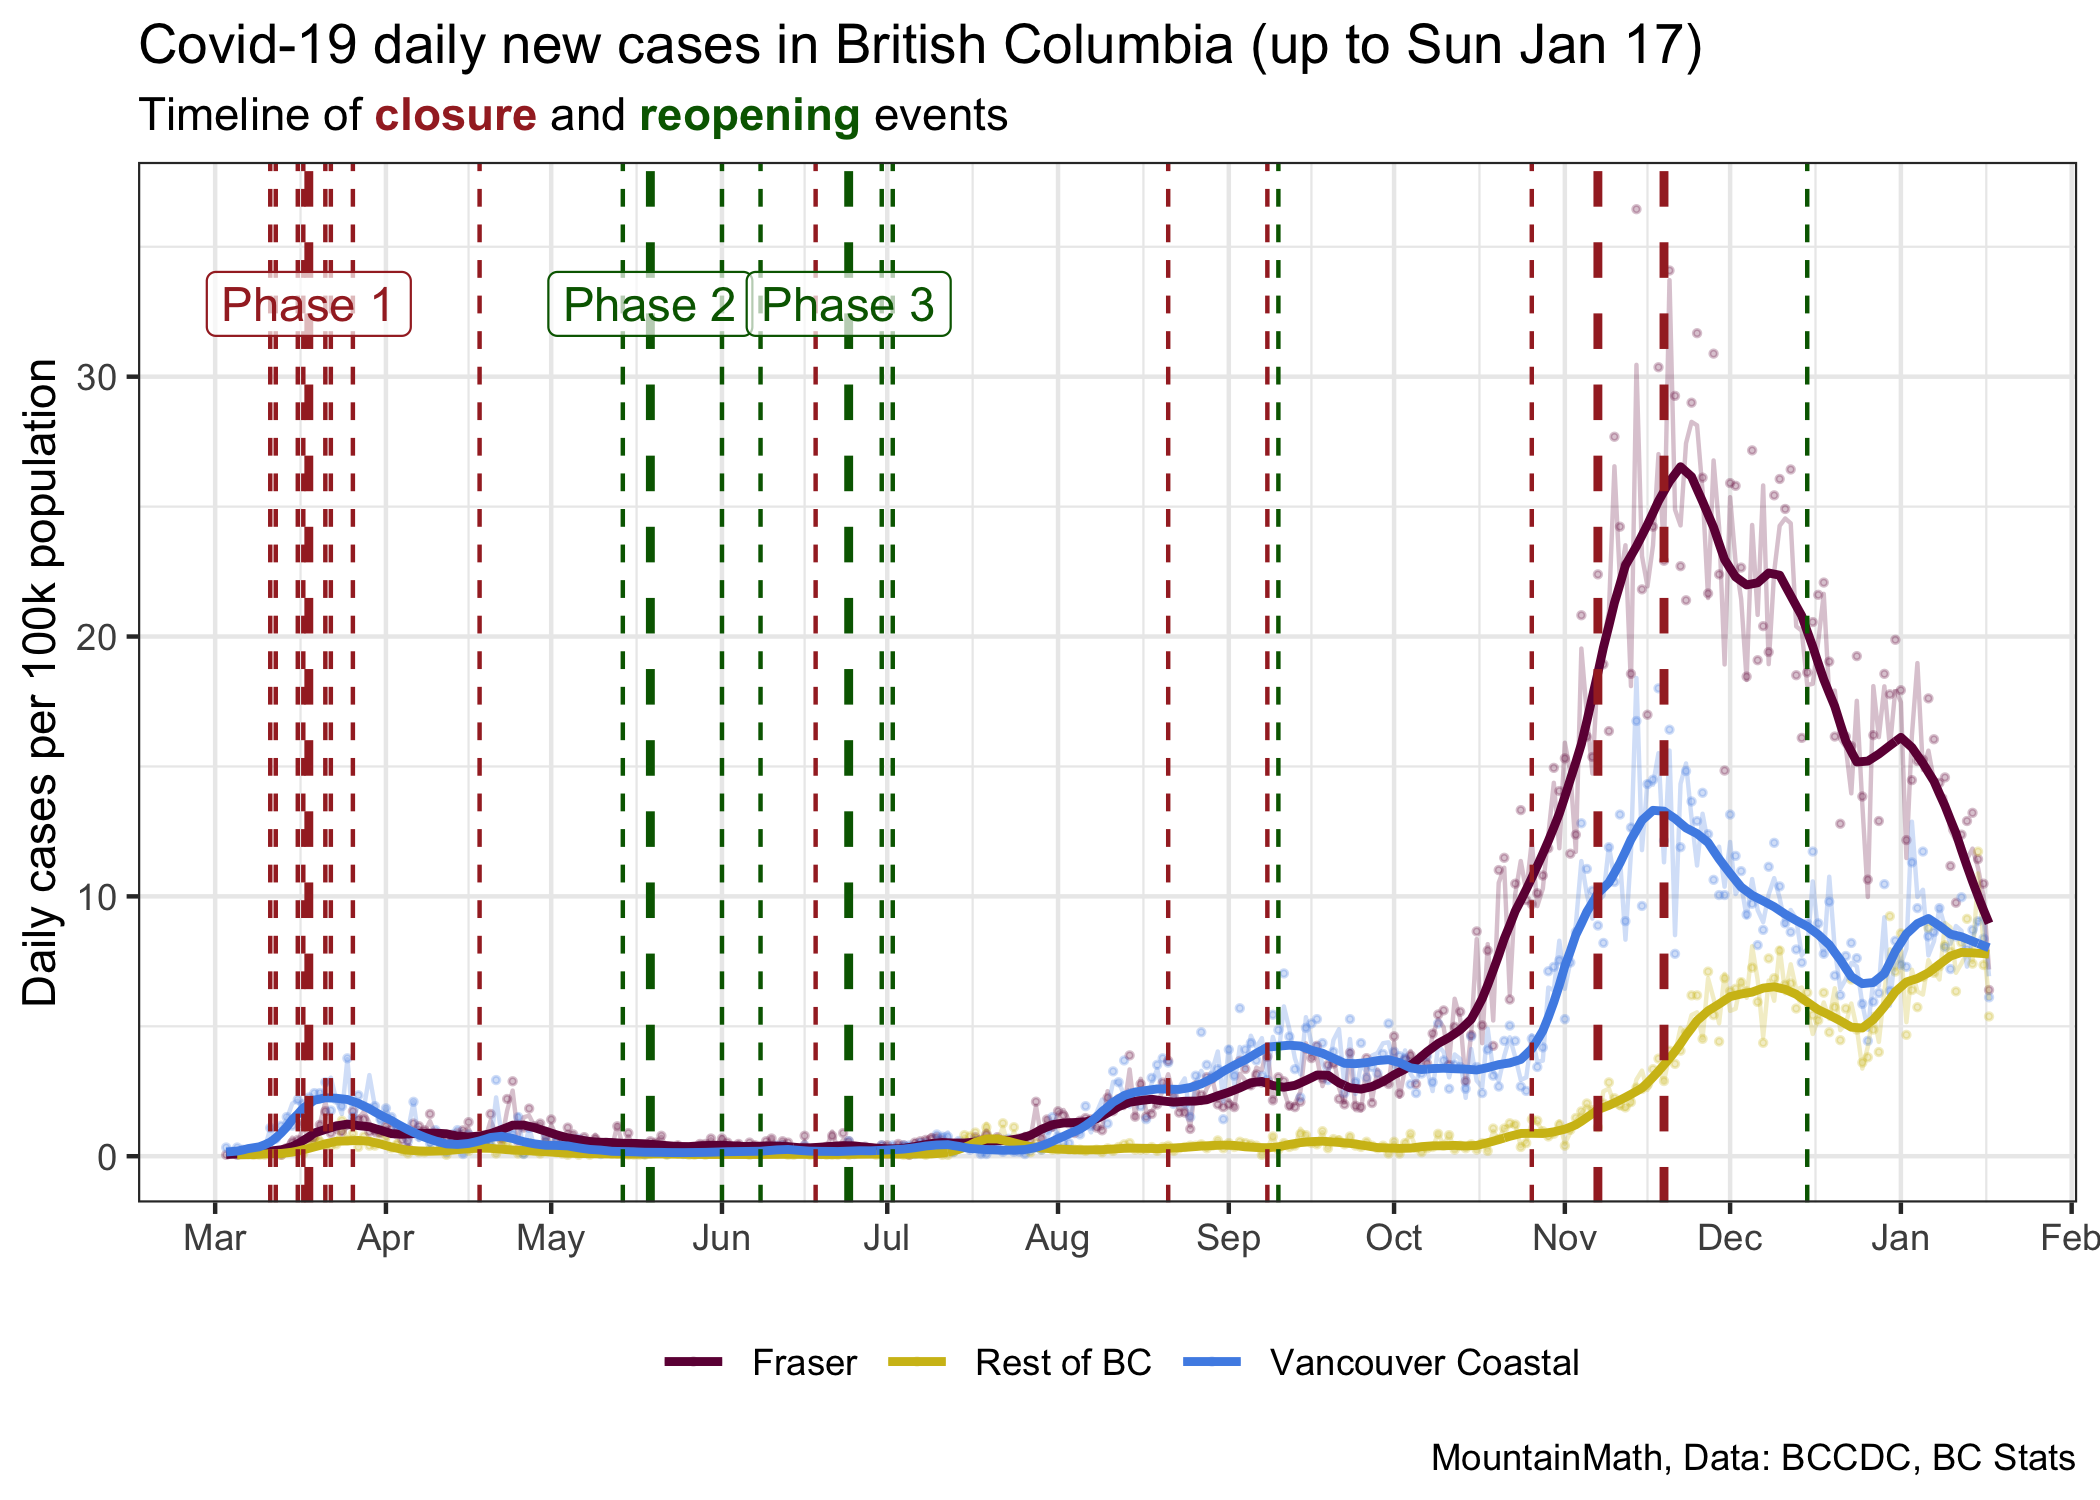 Covid-19 daily new cases in British Columbia (up to Sun Jan 17)
Timeline of closure and reopening events
Phase 1
Phase 2
Phase 3
Daily cases per 100k population
30
20
10
0
Mar Apr May Jun Jul Aug Sep Oct Nov Dec Jan Feb
Fraser Rest of BC Vancouver Coastal
MountainMath, Data: BCCDC, BC Stats